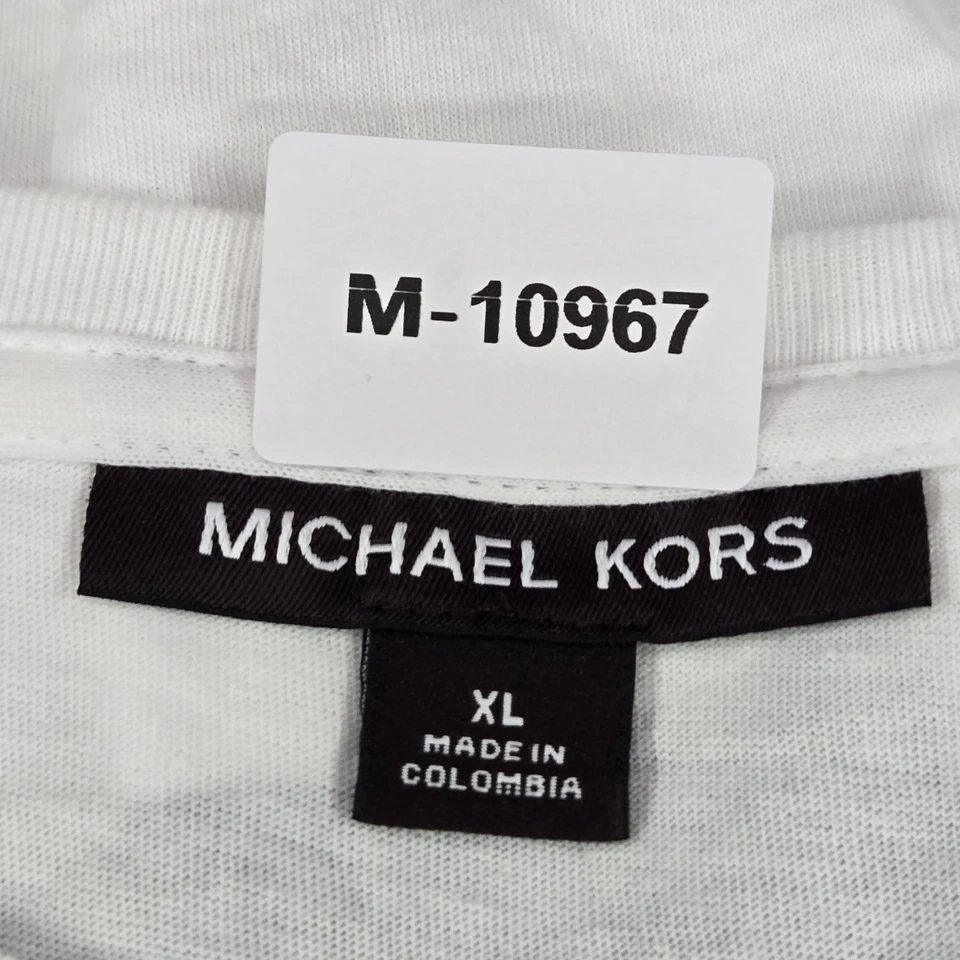 M-10967
MICHAEL KORS
XL
MADE IN
COLOMBIA